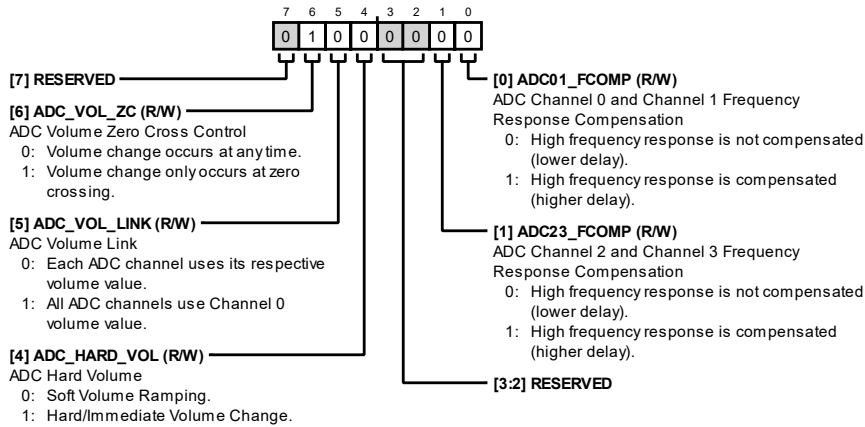 7 6 5 4 3 2 1 0
0 1 0 0 0 0 0 0
[7] RESERVED
[6] ADC_VOL_ZC (R/W)
ADC Volume Zero Cross Control
0: Volume change occurs at any time.
1: Volume change only occurs at zero
crossing.
[5] ADC_VOL_LINK (R/W)
ADC Volume Link
0: Each ADC channel uses its respective
volume value.
1: All ADC channels use Channel 0
volume value.
[4] ADC_HARD_VOL (R/W)
ADC Hard Volume
0: Soft Volume Ramping.
1: Hard/Immediate Volume Change.
[0] ADC01_FCOMP (R/W)
ADC Channel 0 and Channel 1 Frequency
Response Compensation
0: High frequency response is not compensated
(lower delay).
1: High frequency response is compensated
(higher delay).
[1] ADC23_FCOMP (R/W)
ADC Channel 2 and Channel 3 Frequency
Response Compensation
0: High frequency response is not compensated
(lower delay).
1: High frequency response is compensated
(higher delay).
[3:2] RESERVED